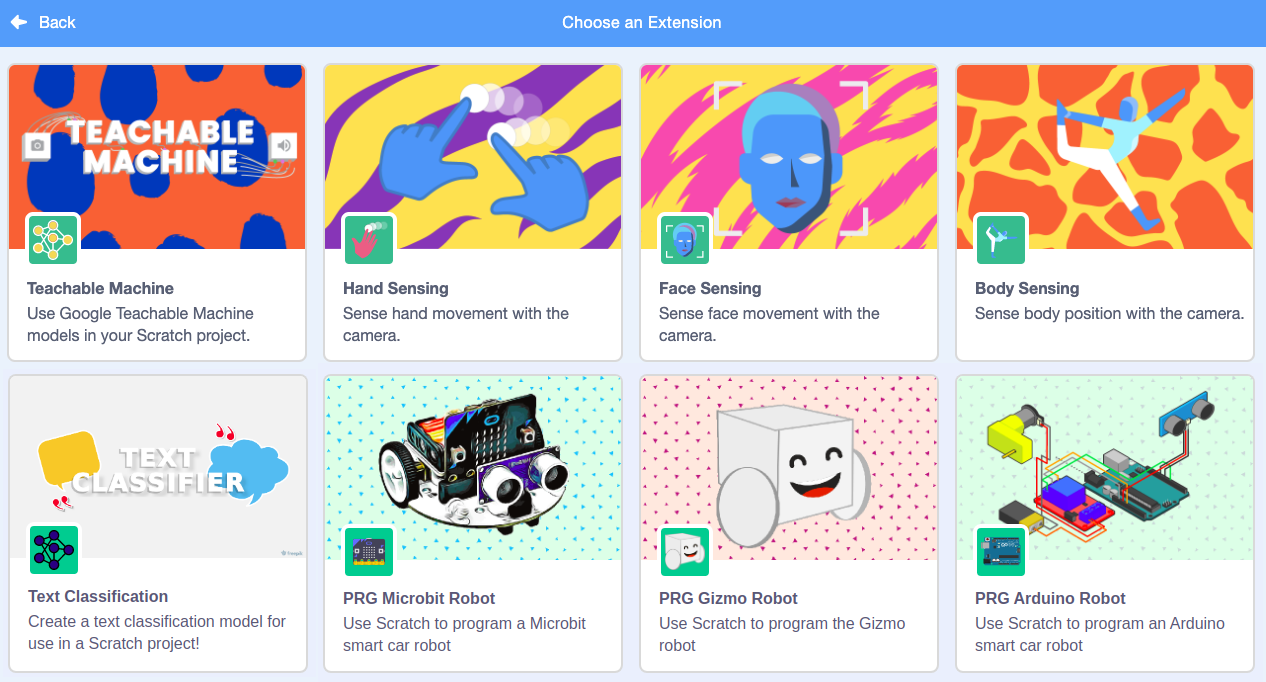 Back
Choose an Extension
TEACHABLE
MACHINE
Teachable Machine
Use Google Teachable Machine
models in your Scratch project.
Hand Sensing
Sense hand movement with the
camera.
Face Sensing
Sense face movement with the
camera.
Body Sensing
Sense body position with the camera.
TEXT
CLASSIFIER
Text Classification
Create a text classification model for
use in a Scratch project!
PRG Microbit Robot
Use Scratch to program a Microbit
smart car robot
PRG Gizmo Robot
Use Scratch to program the Gizmo
robot
PRG Arduino Robot
Use Scratch to program an Arduino
smart car robot